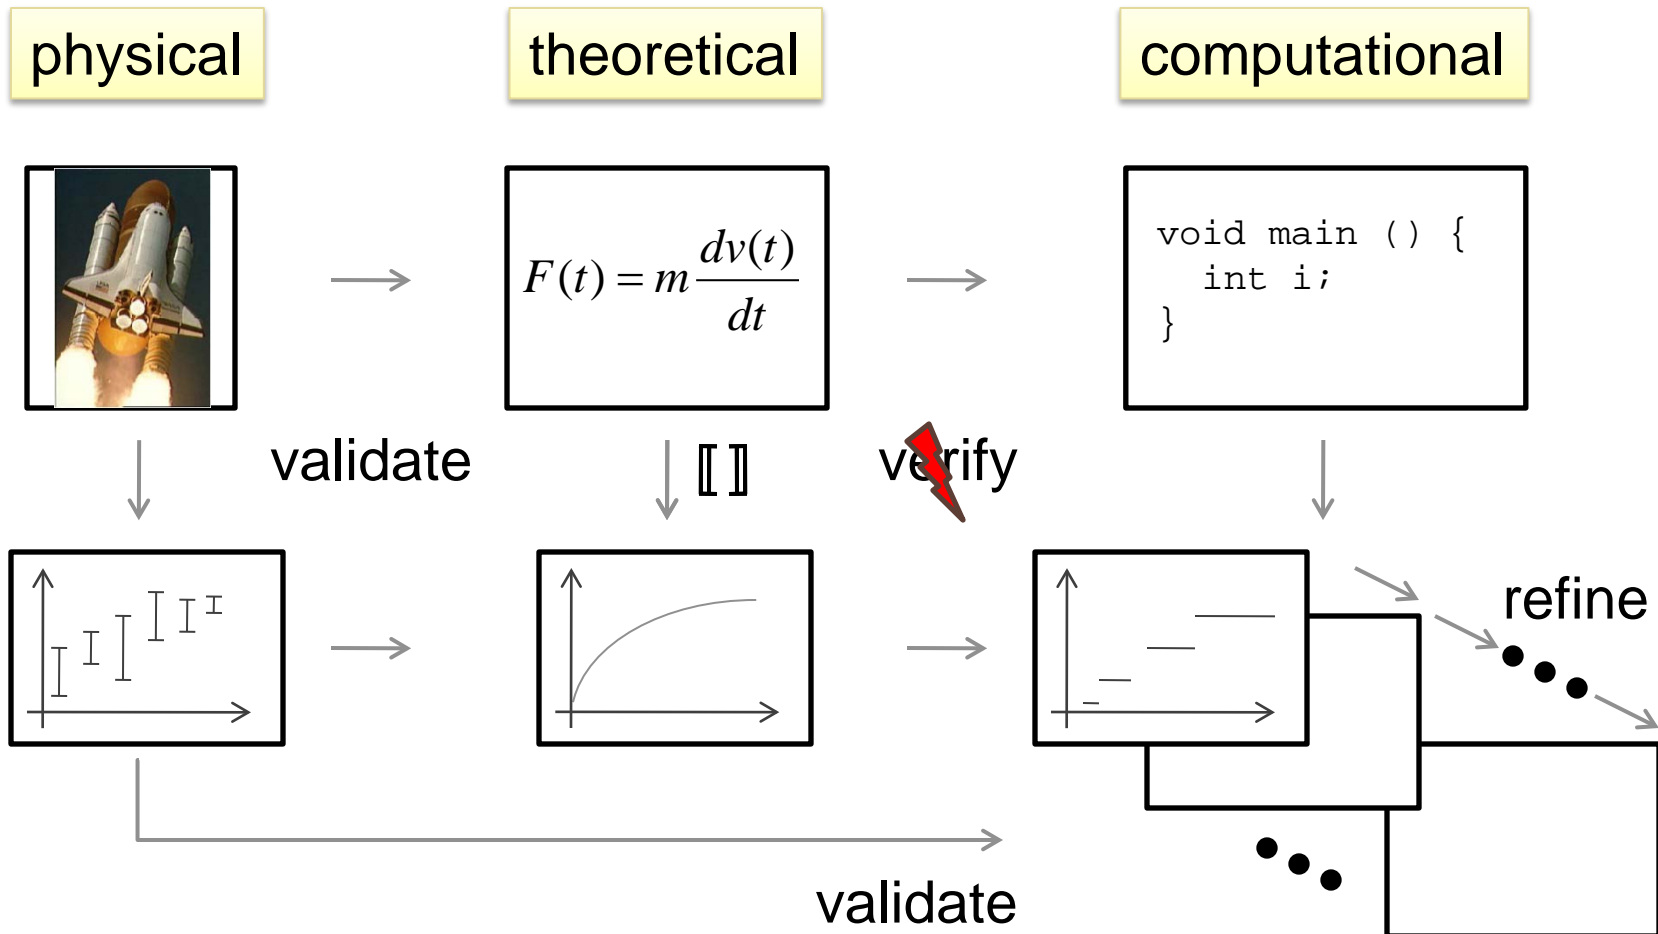 physical
theoretical
computational
F(t) = m dv(t)/dt
void main () {
int i;
}
validate
⟦ ⟧
verify
refine
validate